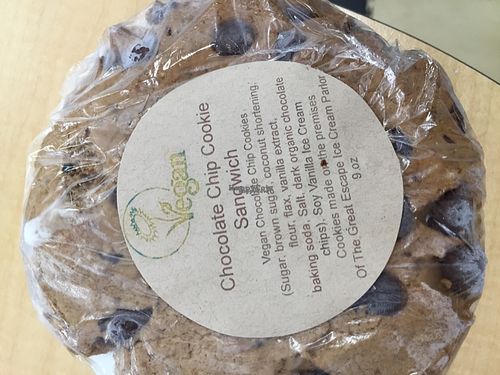 Vegan
Chocolate Chip Cookie
Sandwich
Vegan Chocolate Chip Cookies
(Sugar, brown sugar, coconut shortening,
flour, flax, vanilla extract,
baking soda, Salt, dark organic chocolate
chips), Soy Vanilla Ice Cream
Cookies made on the premises
Of The Great Escape Ice Cream Parlor
9 oz